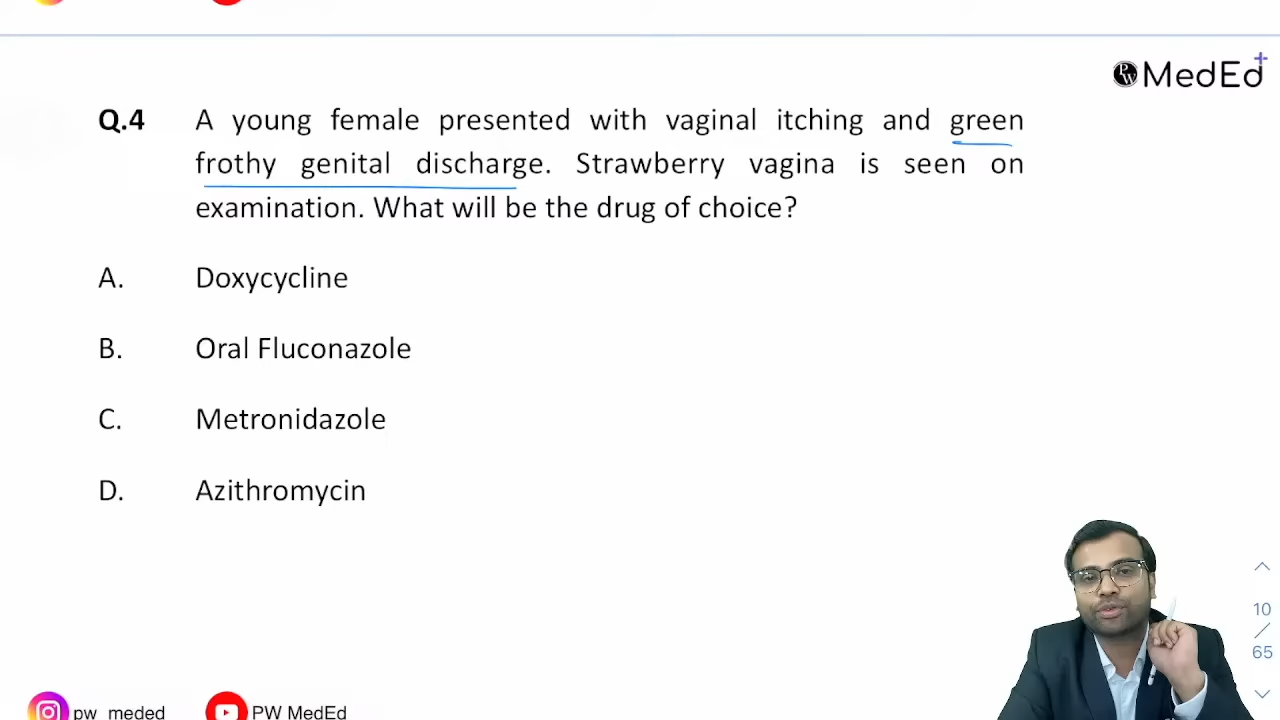 PW MedEd+
Q.4 A young female presented with vaginal itching and green
frothy genital discharge. Strawberry vagina is seen on
examination. What will be the drug of choice?
A. Doxycycline
B. Oral Fluconazole
C. Metronidazole
D. Azithromycin
10
/
65
pw_meded PW MedEd